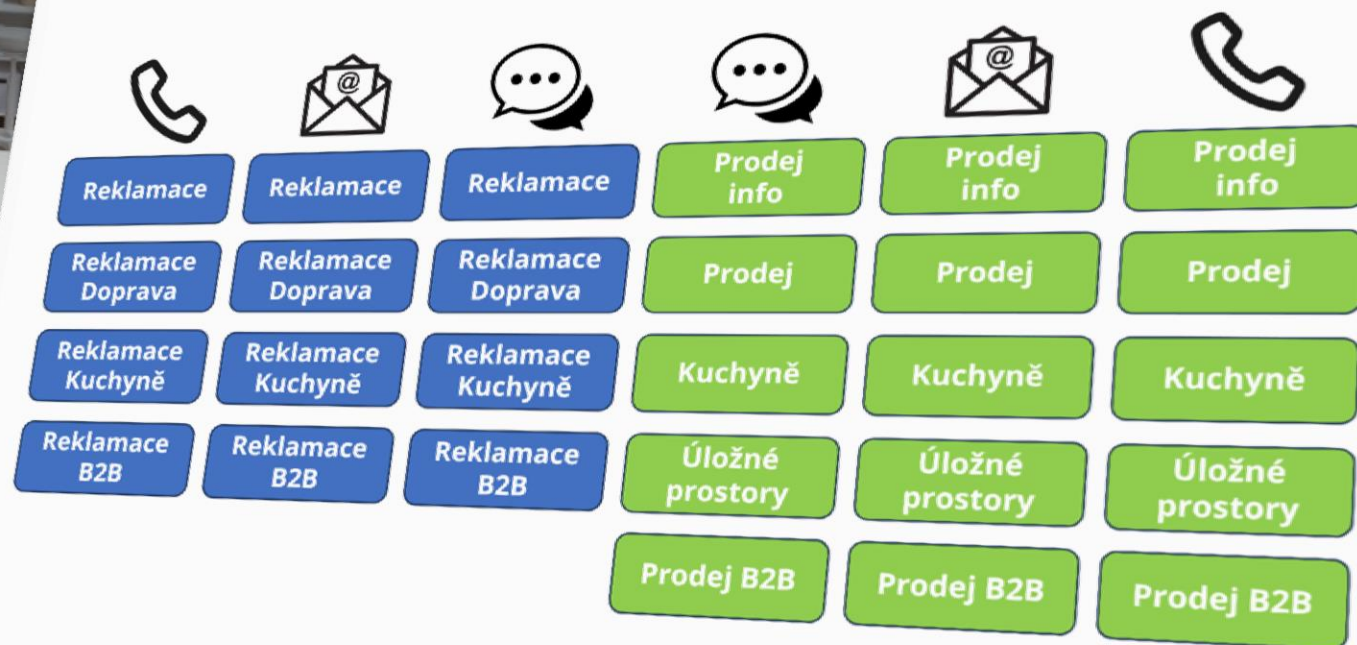 @
@
Reklamace
Reklamace
Reklamace
Prodej
info
Prodej
info
Prodej
info
Reklamace
Doprava
Reklamace
Doprava
Reklamace
Doprava
Prodej
Prodej
Prodej
Reklamace
Kuchyně
Reklamace
Kuchyně
Reklamace
Kuchyně
Kuchyně
Kuchyně
Kuchyně
Reklamace
B2B
Reklamace
B2B
Reklamace
B2B
Úložné
prostory
Úložné
prostory
Úložné
prostory
Prodej B2B
Prodej B2B
Prodej B2B